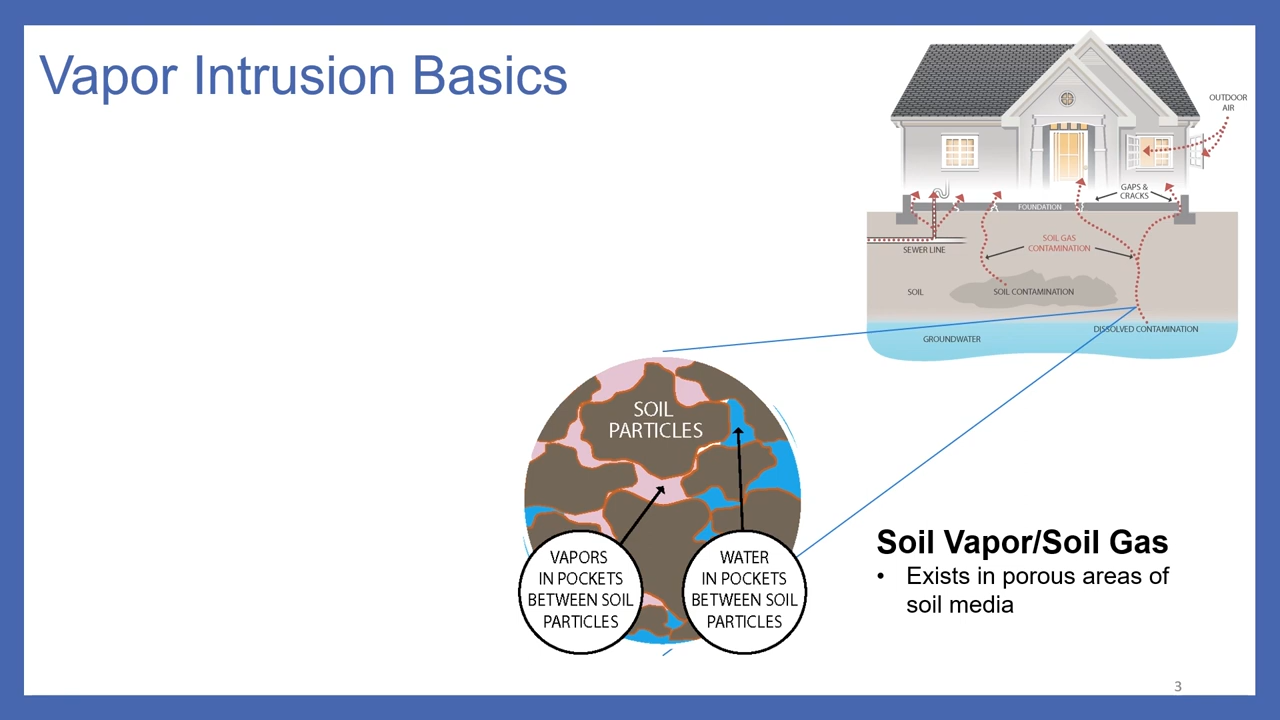 Vapor Intrusion Basics
OUTDOOR
AIR
GAPS &
CRACKS
FOUNDATION
SOIL GAS
CONTAMINATION
SEWER LINE
SOIL
SOIL CONTAMINATION
DISSOLVED CONTAMINATION
GROUNDWATER
SOIL
PARTICLES
VAPORS
IN POCKETS
BETWEEN SOIL
PARTICLES
WATER
IN POCKETS
BETWEEN SOIL
PARTICLES
Soil Vapor/Soil Gas
• Exists in porous areas of
soil media
3